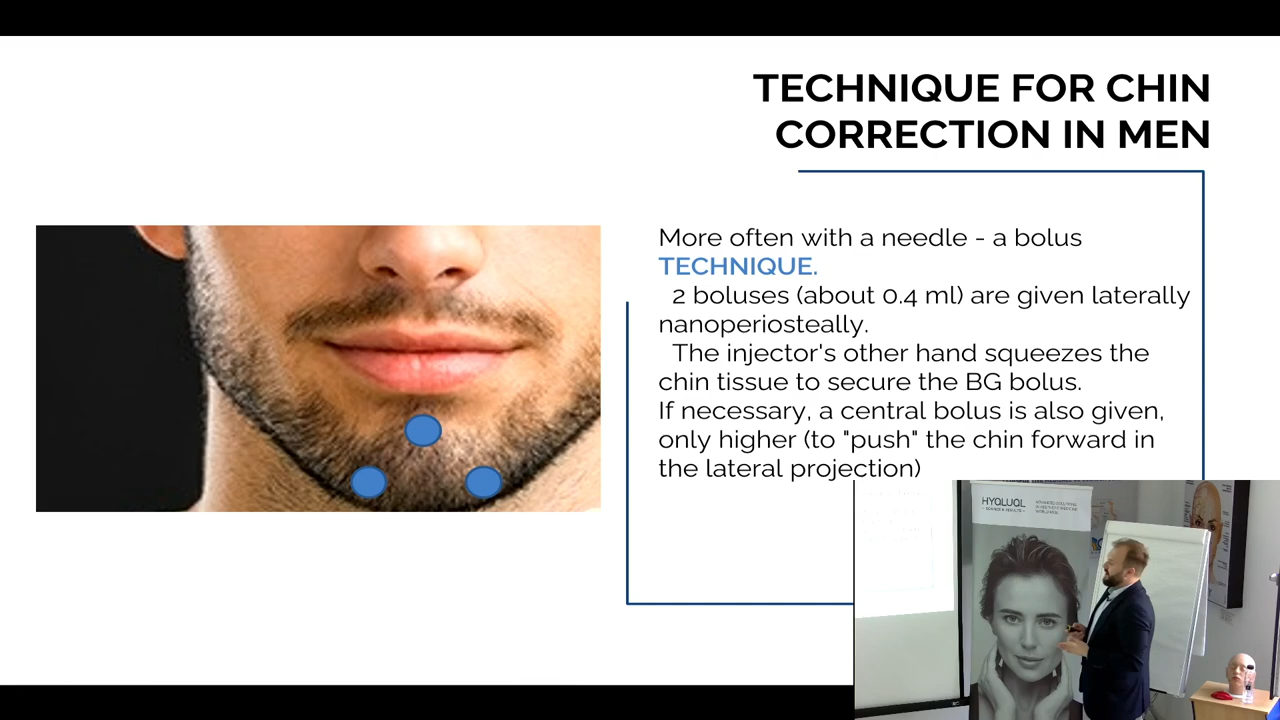 TECHNIQUE FOR CHIN
CORRECTION IN MEN
More often with a needle - a bolus
TECHNIQUE.
2 boluses (about 0.4 ml) are given laterally
nanoperiosteally.
The injector's other hand squeezes the
chin tissue to secure the BG bolus.
If necessary, a central bolus is also given,
only higher (to "push" the chin forward in
the lateral projection)
HYALUAL